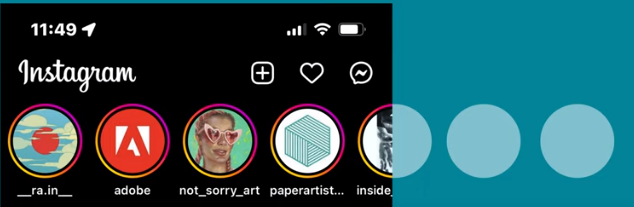 11:49
Instagram
__ra.in__
adobe
not_sorry_art
paperartist...
inside_